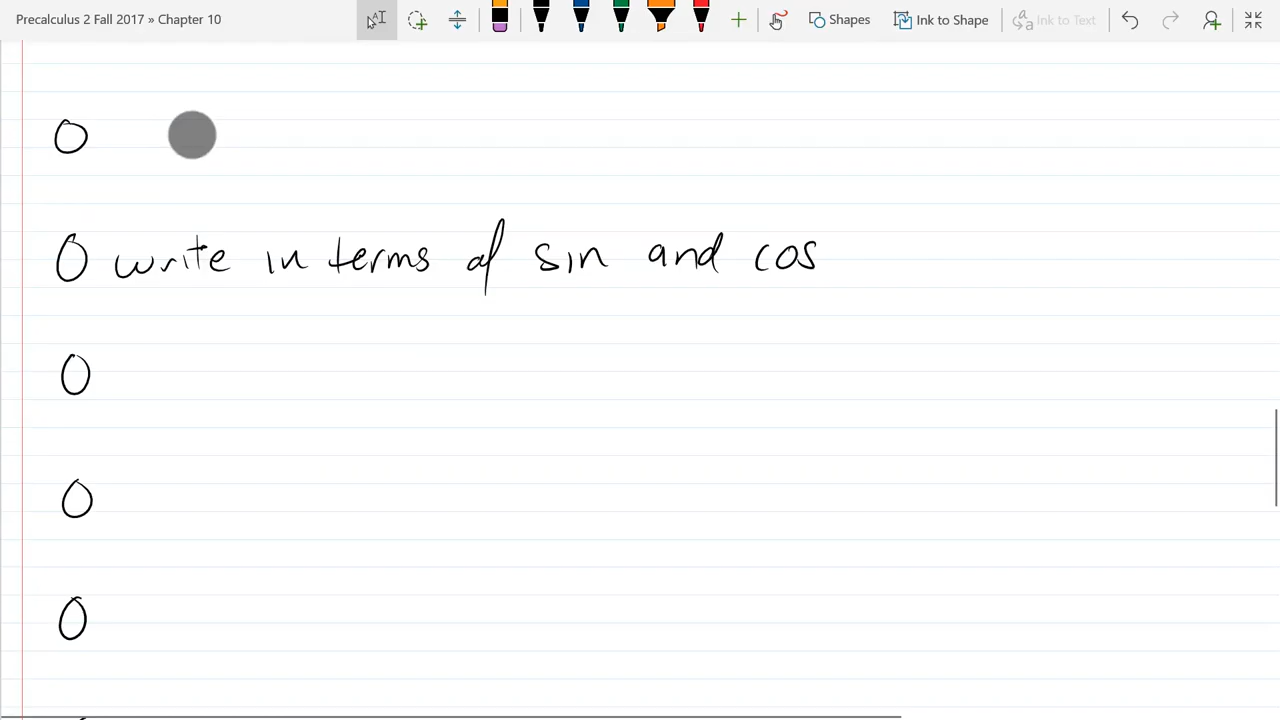 Precalculus 2 Fall 2017 » Chapter 10 Shapes Ink to Shape Ink to Text
O
O write in terms of sin and cos
O
O
O